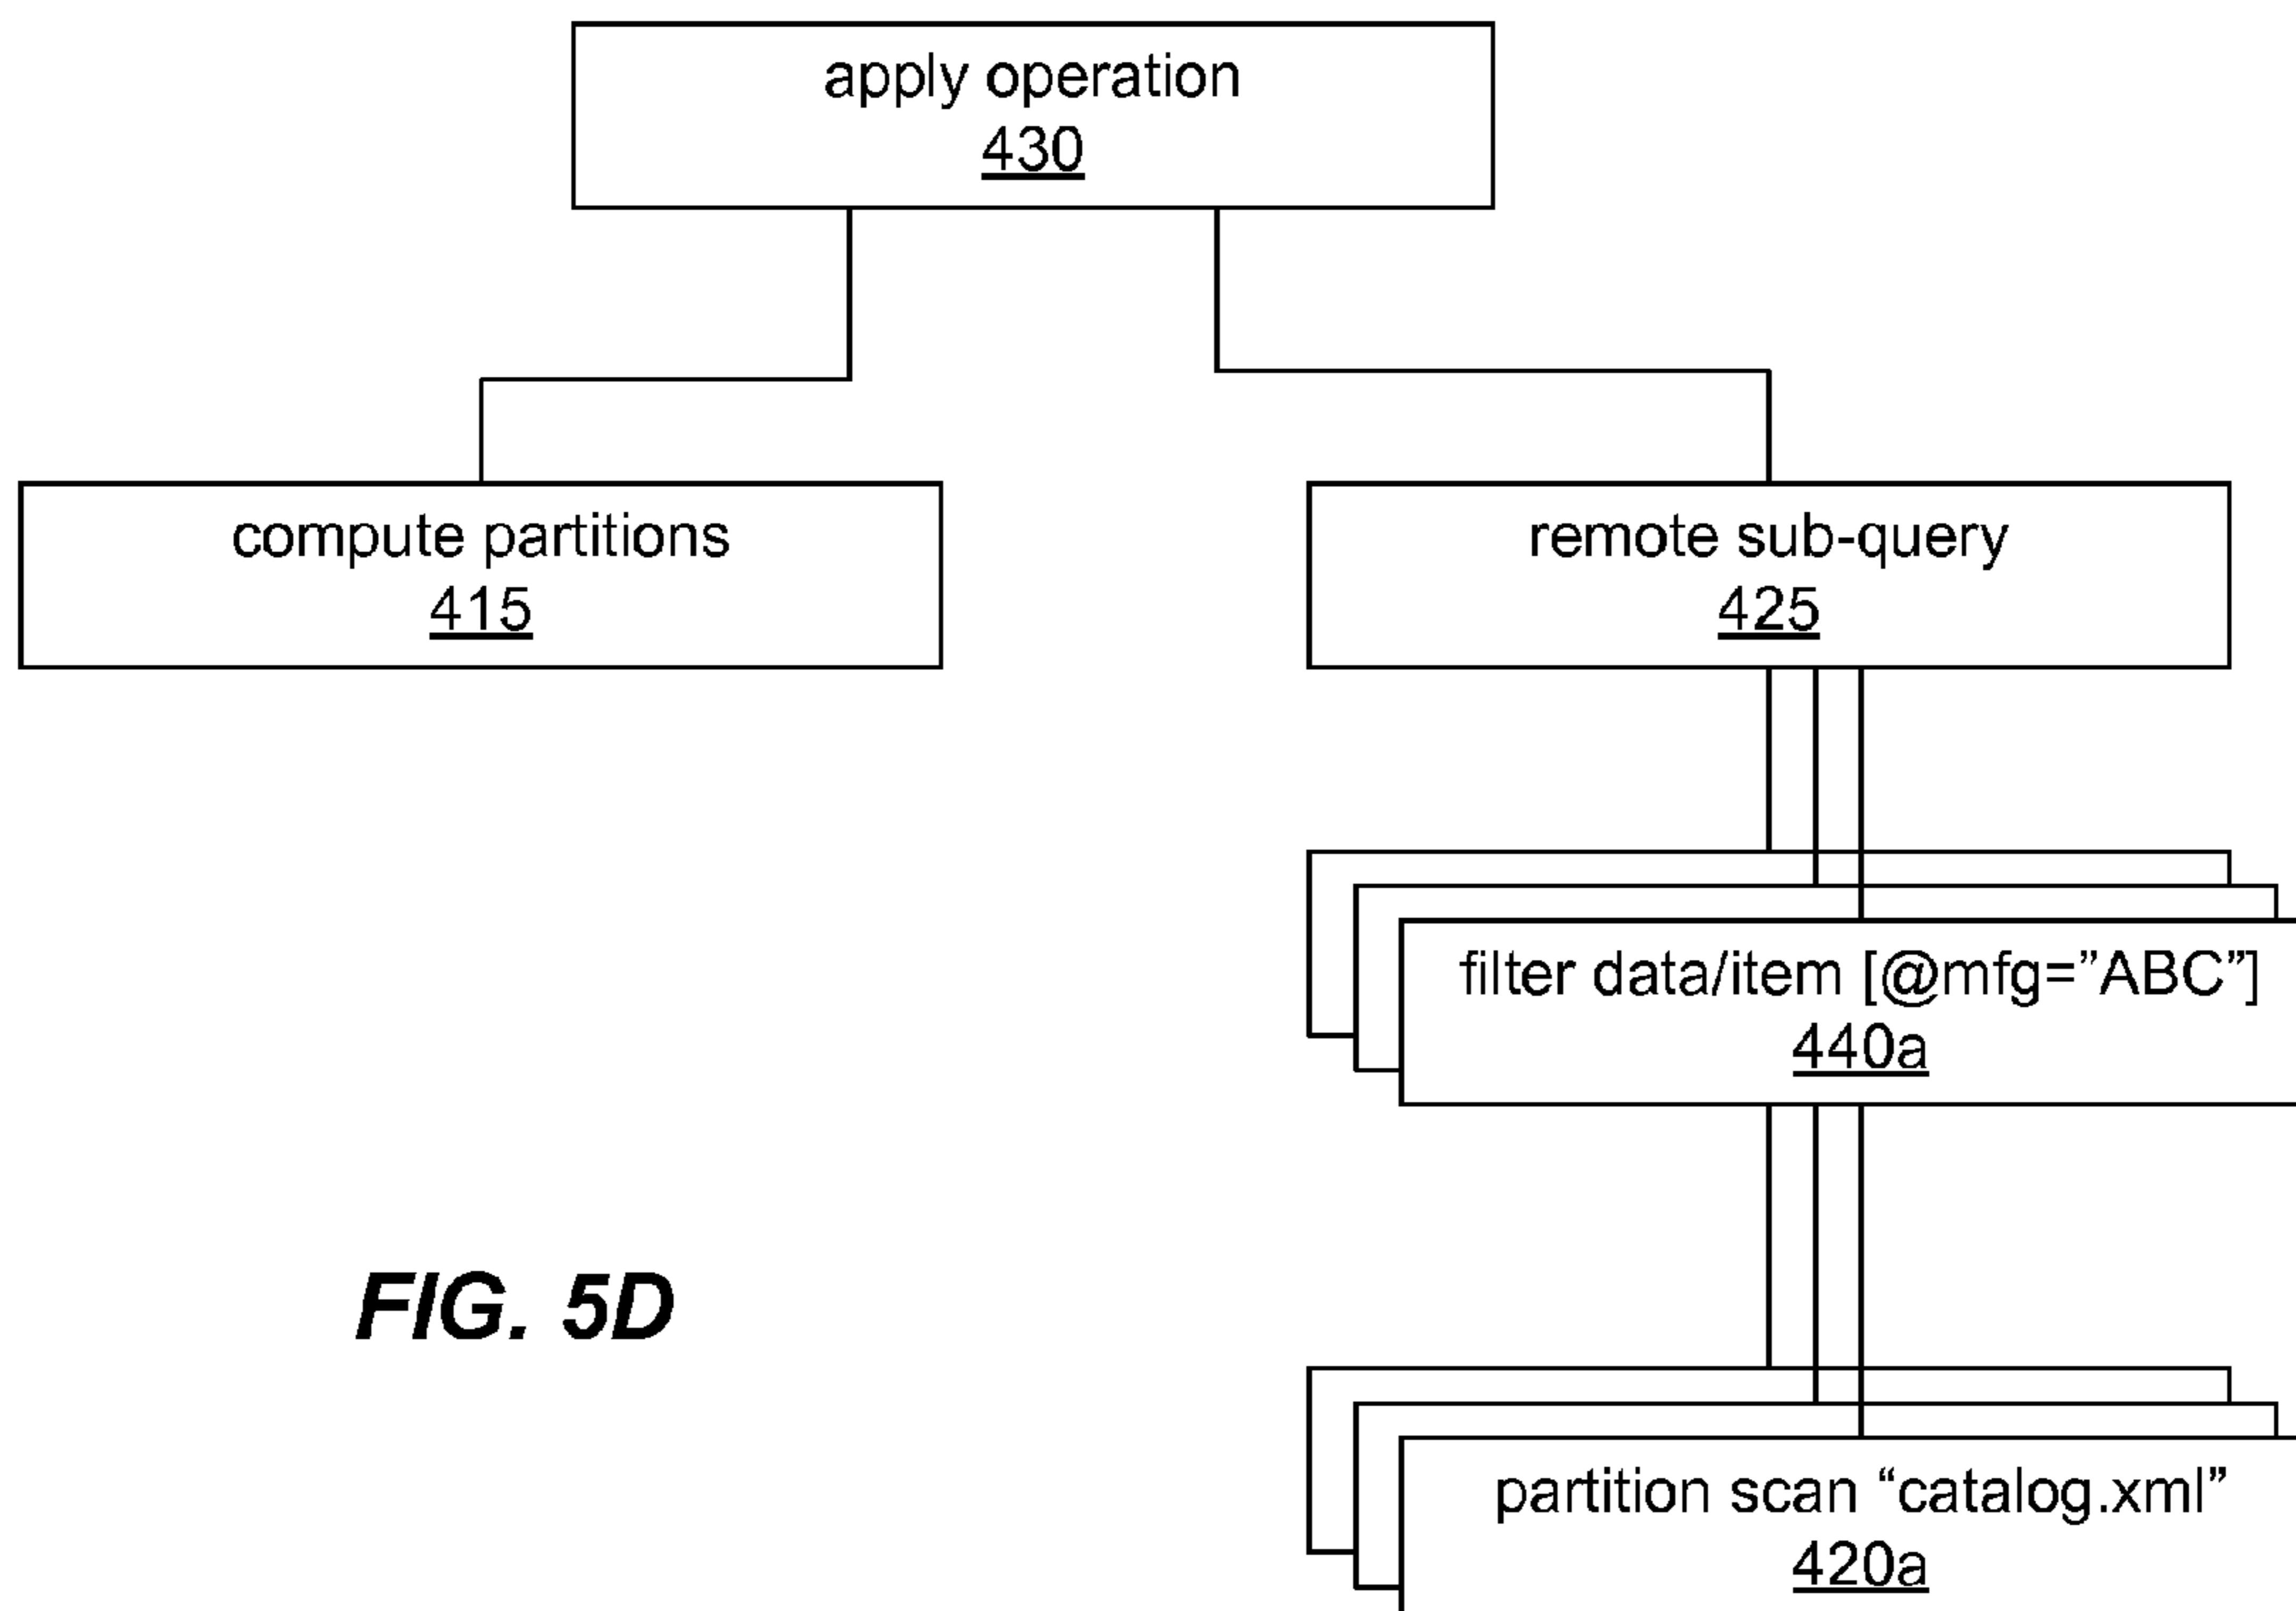 apply operation
430
compute partitions
415
remote sub-query
425
filter data/item [@mfg=”ABC”]
440a
FIG. 5D
partition scan “catalog.xml”
420a